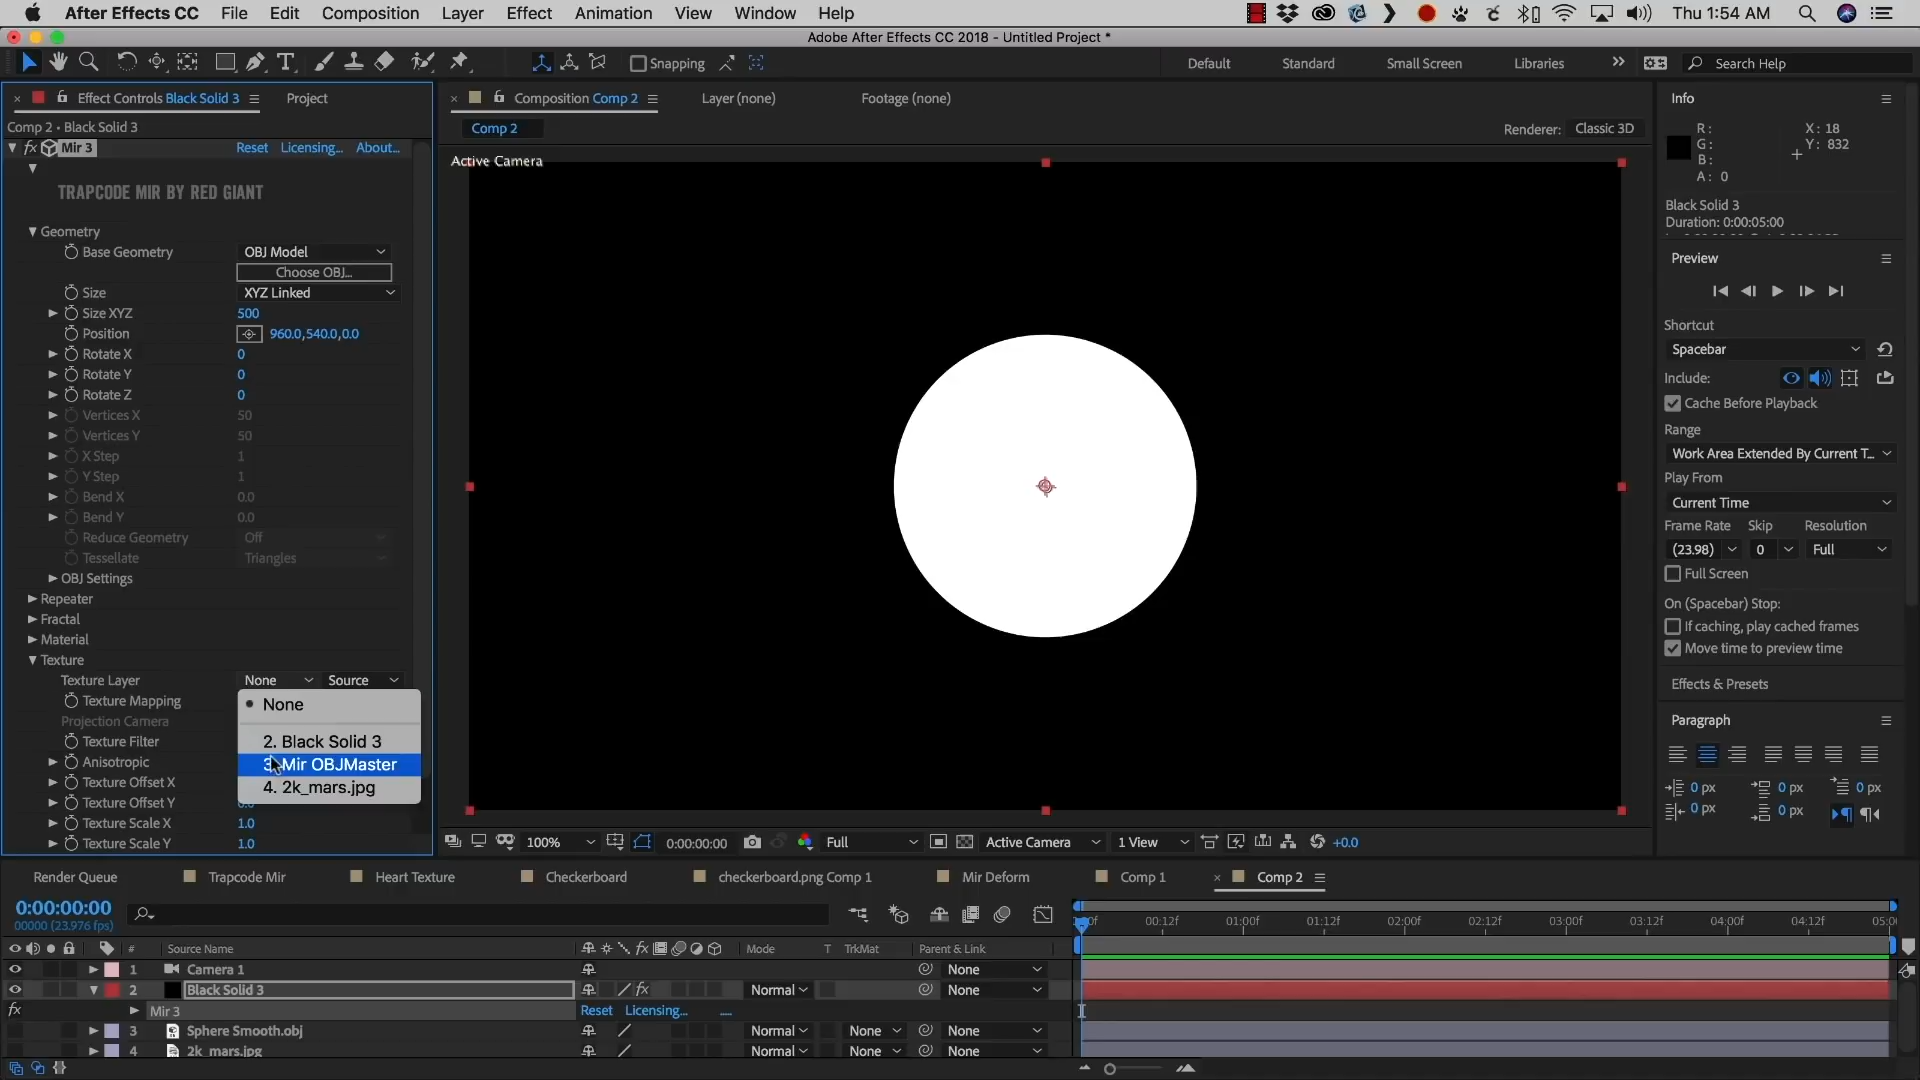 After Effects CC File Edit Composition Layer Effect Animation View Window Help Thu 1:54 AM
Adobe After Effects CC 2018 - Untitled Project *
Snapping Default Standard Small Screen Libraries Search Help
Effect Controls Black Solid 3 Project
Composition Comp 2 Layer (none) Footage (none)
Comp 2 • Black Solid 3
Comp 2 Renderer: Classic 3D
Active Camera
fx Mir 3 Reset Licensing... About...
TRAPCODE MIR BY RED GIANT
Geometry
Base Geometry OBJ Model
Choose OBJ...
Size XYZ Linked
Size XYZ 500
Position 960.0,540.0,0.0
Rotate X 0
Rotate Y 0
Rotate Z 0
Vertices X 50
Vertices Y 50
X Step 1
Y Step 1
Bend X 0.0
Bend Y 0.0
Reduce Geometry Off
Tessellate Triangles
OBJ Settings
Repeater
Fractal
Material
Texture
Texture Layer None Source
Texture Mapping
Projection Camera
Texture Filter
Anisotropic
Texture Offset X
Texture Offset Y
Texture Scale X 1.0
Texture Scale Y 1.0
None
2. Black Solid 3
3. Mir OBJMaster
4. 2k_mars.jpg
100% 0:00:00:00 Full Active Camera 1 View +0.0
Info
R: X: 18
G: Y: 832
B:
A: 0
Black Solid 3
Duration: 0:00:05:00
Preview
Shortcut
Spacebar
Include:
Cache Before Playback
Range
Work Area Extended By Current T...
Play From
Current Time
Frame Rate Skip Resolution
(23.98) 0 Full
Full Screen
On (Spacebar) Stop:
If caching, play cached frames
Move time to preview time
Effects & Presets
Paragraph
0 px 0 px 0 px
0 px 0 px
Render Queue Trapcode Mir Heart Texture Checkerboard checkerboard.png Comp 1 Mir Deform Comp 1 Comp 2
0:00:00:00
00000 (23.976 fps)
00:12f 01:00f 01:12f 02:00f 02:12f 03:00f 03:12f 04:00f 04:12f
# Source Name fx Mode T TrkMat Parent & Link
1 Camera 1 None
2 Black Solid 3 fx Normal None
fx Mir 3 Reset Licensing... ....
3 Sphere Smooth.obj Normal None None
4 2k_mars.jpg Normal None None